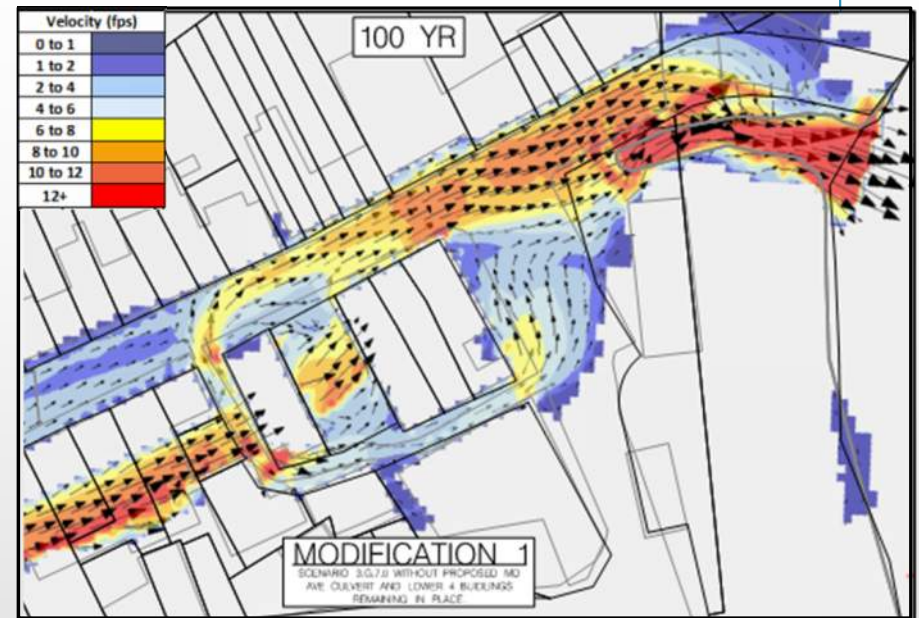 Velocity (fps)
0 to 1
1 to 2
2 to 4
4 to 6
6 to 8
8 to 10
10 to 12
12+
100 YR
MODIFICATION 1
SCENARIO 3.G.7.0 WITHOUT PROPOSED MD
AVE CULVERT AND LOWER 4 BUIDLINGS
REMAINING IN PLACE.